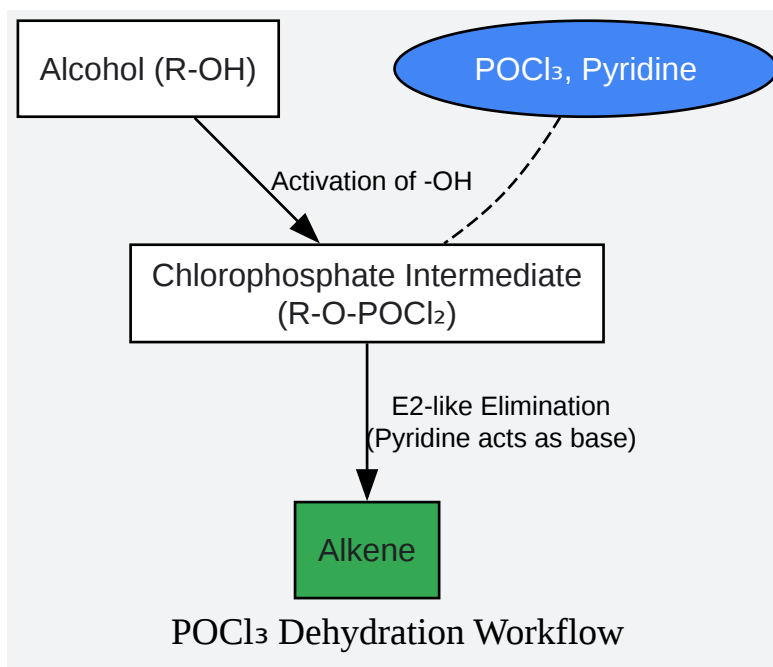 Alcohol (R-OH)
POCl₃, Pyridine
Activation of -OH
Chlorophosphate Intermediate
(R-O-POCl₂)
E2-like Elimination
(Pyridine acts as base)
Alkene
POCl₃ Dehydration Workflow